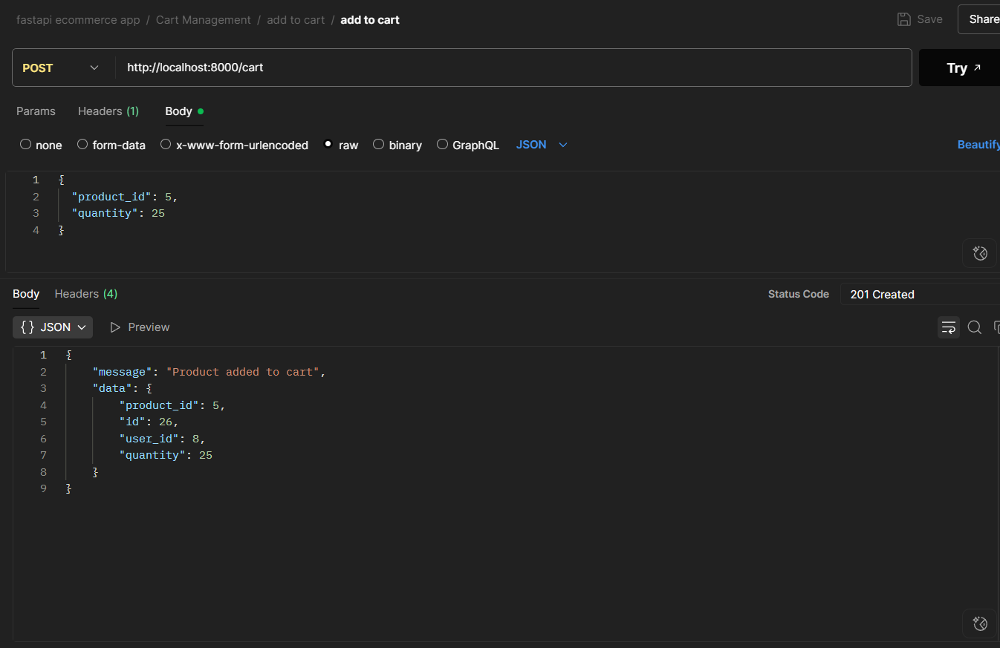 fastapi ecommerce app / Cart Management / add to cart / add to cart Save Share
POST http://localhost:8000/cart Try
Params Headers (1) Body
none form-data x-www-form-urlencoded raw binary GraphQL JSON Beautify
1 {
2 "product_id": 5,
3 "quantity": 25
4 }
Body Headers (4) Status Code 201 Created
{} JSON Preview
1 {
2 "message": "Product added to cart",
3 "data": {
4 "product_id": 5,
5 "id": 26,
6 "user_id": 8,
7 "quantity": 25
8 }
9 }